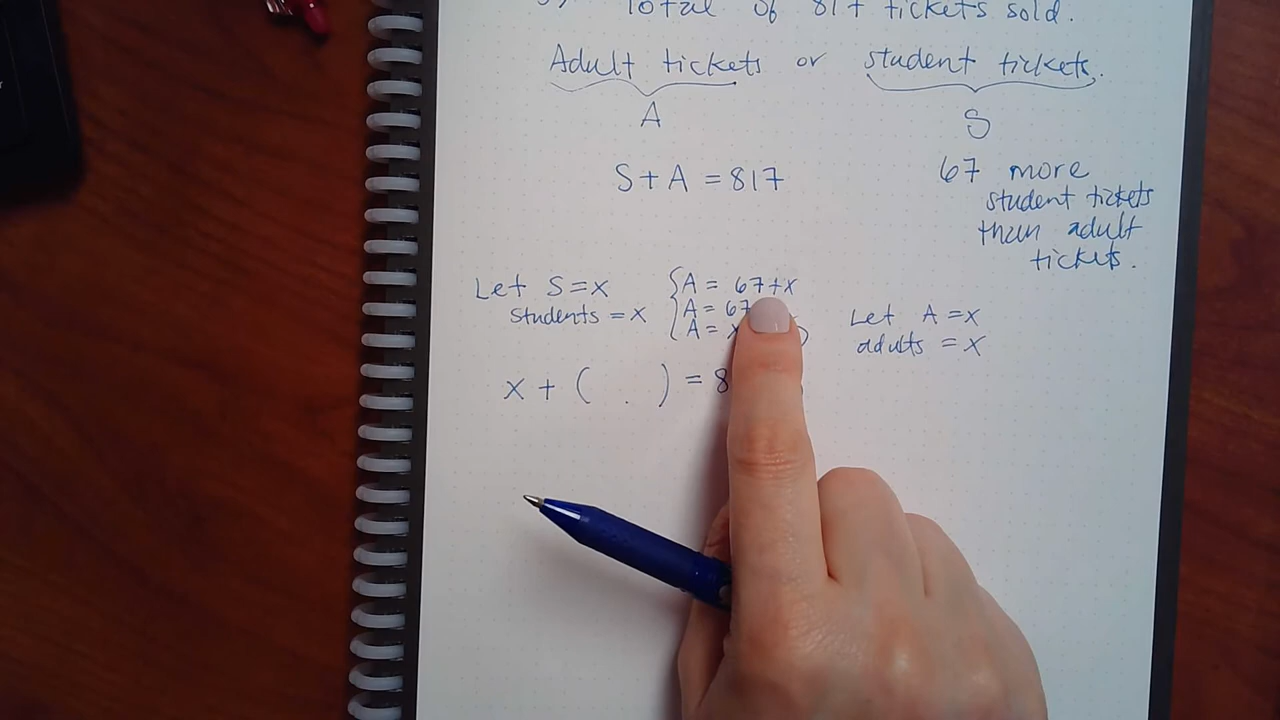 Total of 817 tickets sold.
Adult tickets or student tickets.
A
S
S+A = 817
67 more
student tickets
than adult
tickets.
Let S=x
students = x
A = 67+x
A = 67
A = x
Let A=x
adults = x
x + ( . ) = 8